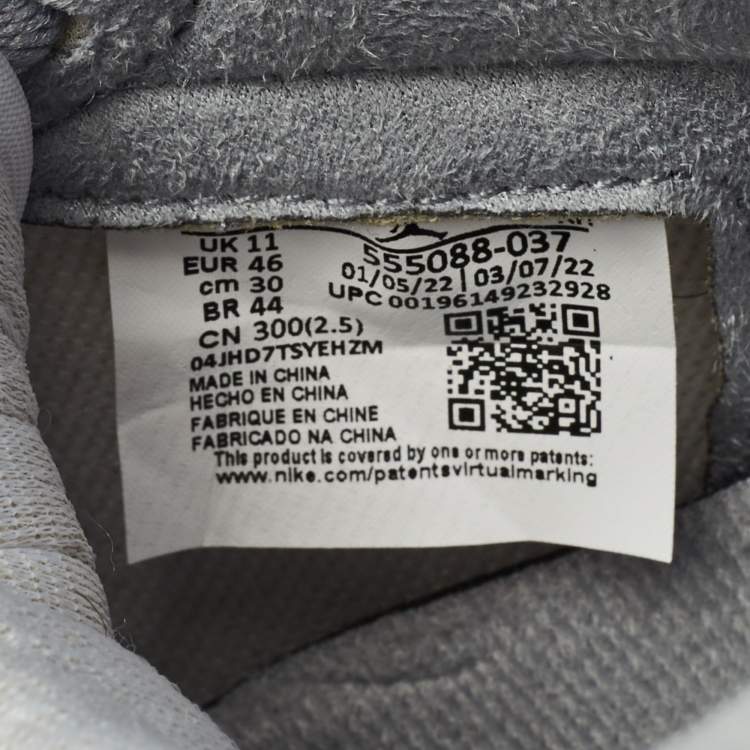 UK 11
EUR 46
cm 30
BR 44
CN 300(2.5)
04JHD7TSYEHZM
MADE IN CHINA
HECHO EN CHINA
FABRIQUE EN CHINE
FABRICADO NA CHINA
555088-037
01/05/22 | 03/07/22
UPC 00196149232928
This product is covered by one or more patents:
www.nike.com/patentsvirtualmarking